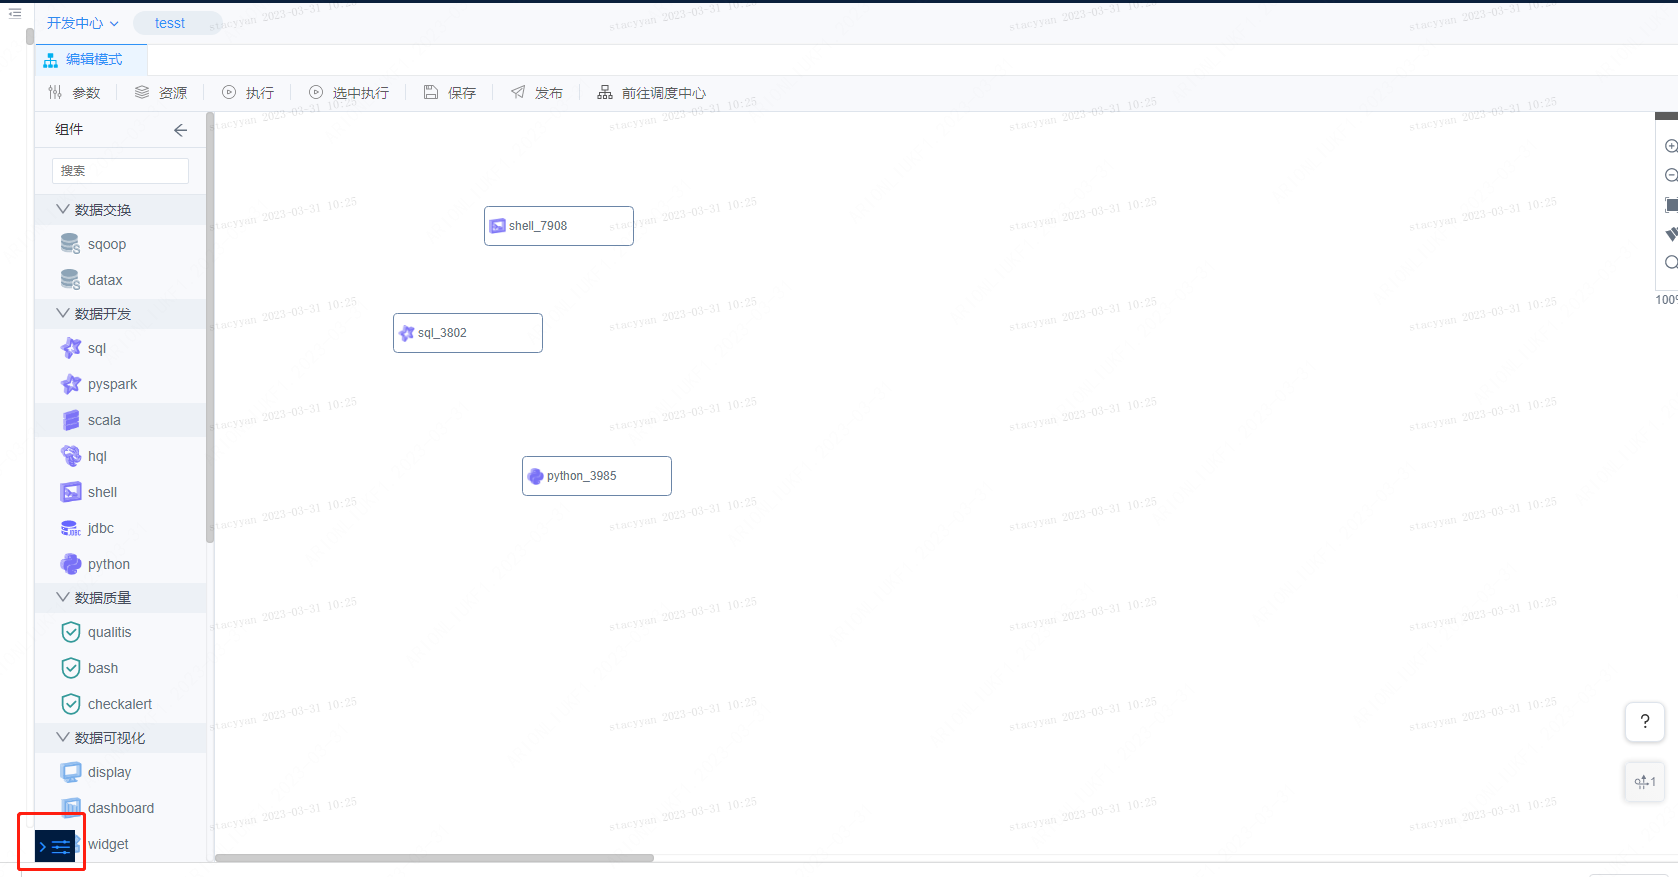 开发中心 tesst
编辑模式
参数 资源 执行 选中执行 保存 发布 前往调度中心
组件
搜索
数据交换
sqoop
datax
数据开发
sql
pyspark
scala
hql
shell
jdbc
python
数据质量
qualitis
bash
checkalert
数据可视化
display
dashboard
widget
shell_7908
sql_3802
python_3985
100%
?
1
stacyyan 2023-03-31 10:25